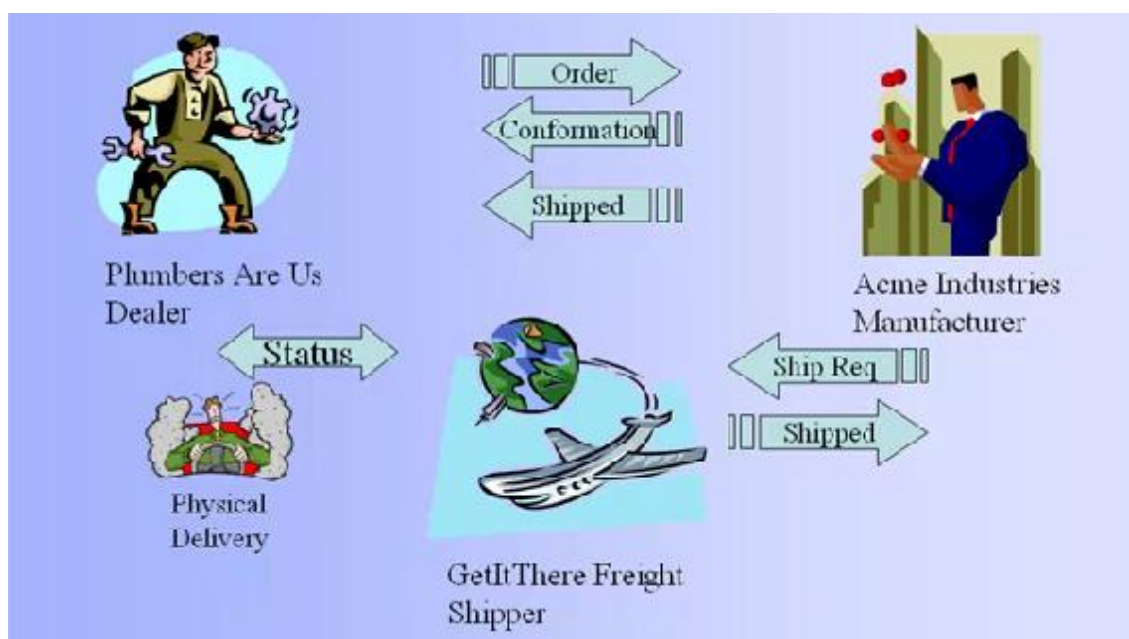 Order
Conformation
Shipped
Plumbers Are Us
Dealer
Acme Industries
Manufacturer
Status
Ship Req
Shipped
Physical
Delivery
GetItThere Freight
Shipper